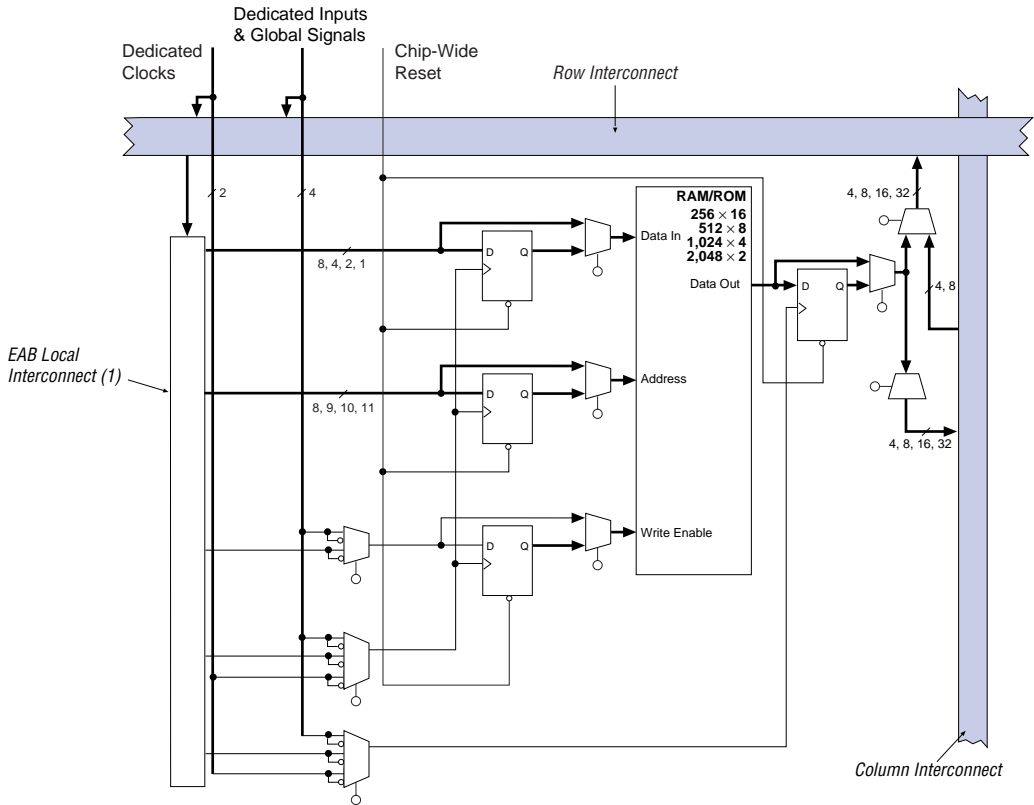 Dedicated Inputs
& Global Signals
Dedicated
Clocks
Chip-Wide
Reset
Row Interconnect
2
4
4, 8, 16, 32
RAM/ROM
256 × 16
512 × 8
1,024 × 4
2,048 × 2
Data In
D
Q
8, 4, 2, 1
Data Out
D
Q
4, 8
EAB Local
Interconnect (1)
Address
D
Q
8, 9, 10, 11
4, 8, 16, 32
Write Enable
D
Q
Column Interconnect